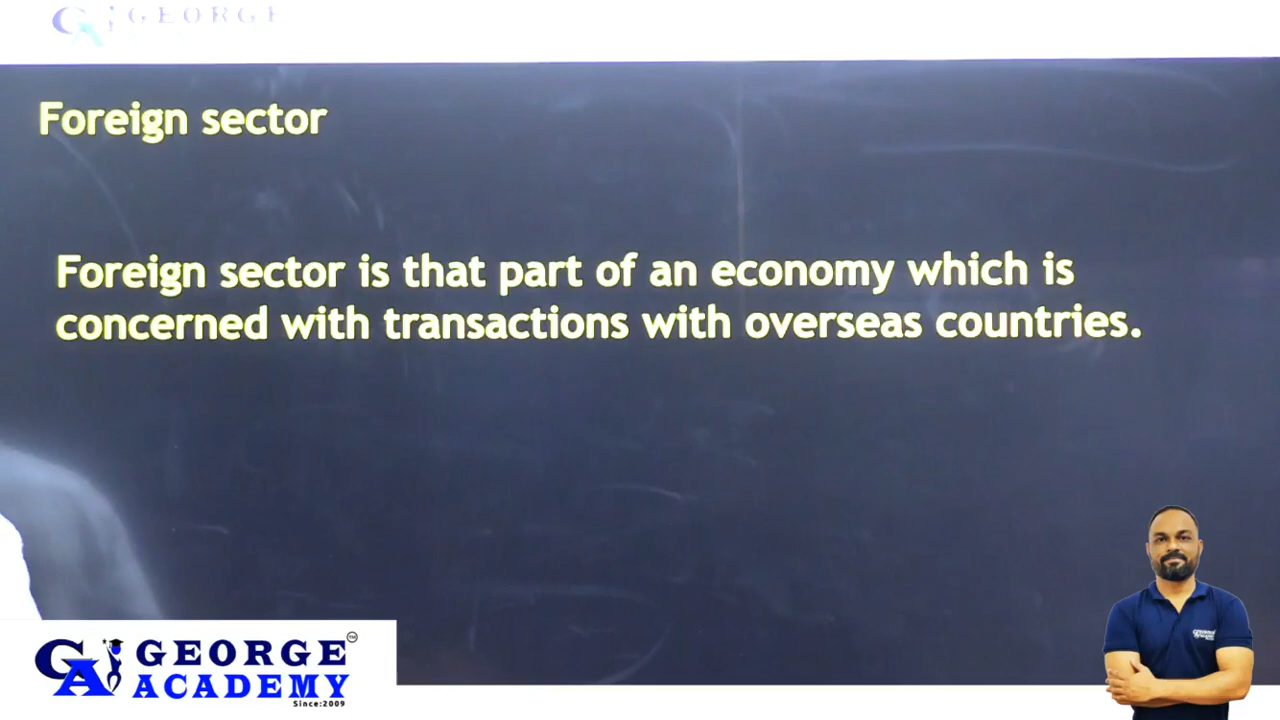 GEORGE
Foreign sector
Foreign sector is that part of an economy which is
concerned with transactions with overseas countries.
GEORGE ™
ACADEMY
Since:2009